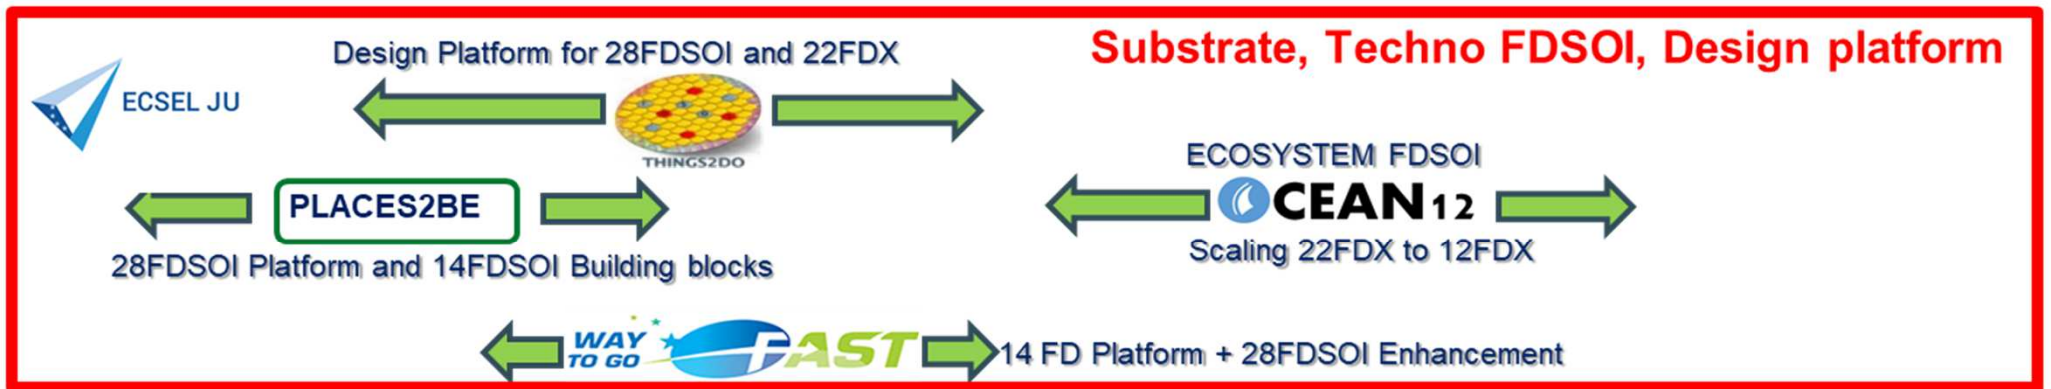 Substrate, Techno FDSOI, Design platform
Design Platform for 28FDSOI and 22FDX
ECSEL JU
THINGS2DO
ECOSYSTEM FDSOI
OCEAN12
Scaling 22FDX to 12FDX
PLACES2BE
28FDSOI Platform and 14FDSOI Building blocks
WAY
TO GO
FAST
14 FD Platform + 28FDSOI Enhancement